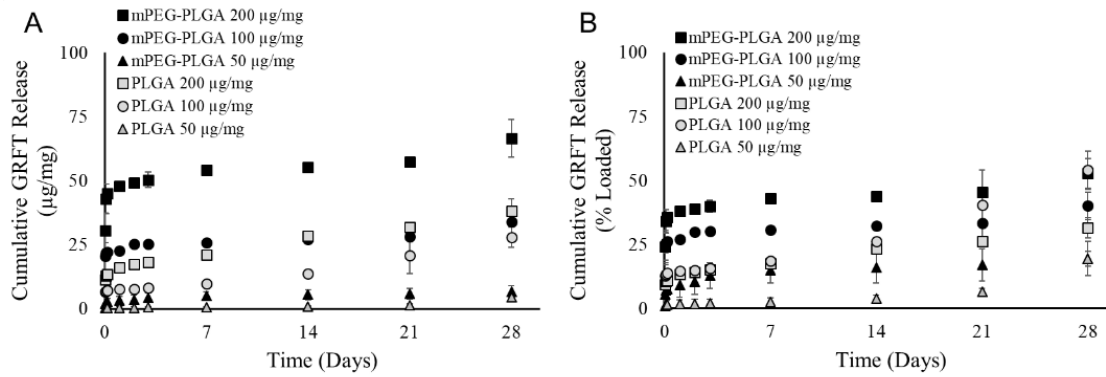 A
mPEG-PLGA 200 µg/mg
mPEG-PLGA 100 µg/mg
mPEG-PLGA 50 µg/mg
PLGA 200 µg/mg
PLGA 100 µg/mg
PLGA 50 µg/mg
100
75
50
25
0
Cumulative GRFT Release
(µg/mg)
0 7 14 21 28
Time (Days)
B
mPEG-PLGA 200 µg/mg
mPEG-PLGA 100 µg/mg
mPEG-PLGA 50 µg/mg
PLGA 200 µg/mg
PLGA 100 µg/mg
PLGA 50 µg/mg
100
75
50
25
0
Cumulative GRFT Release
(% Loaded)
0 7 14 21 28
Time (Days)